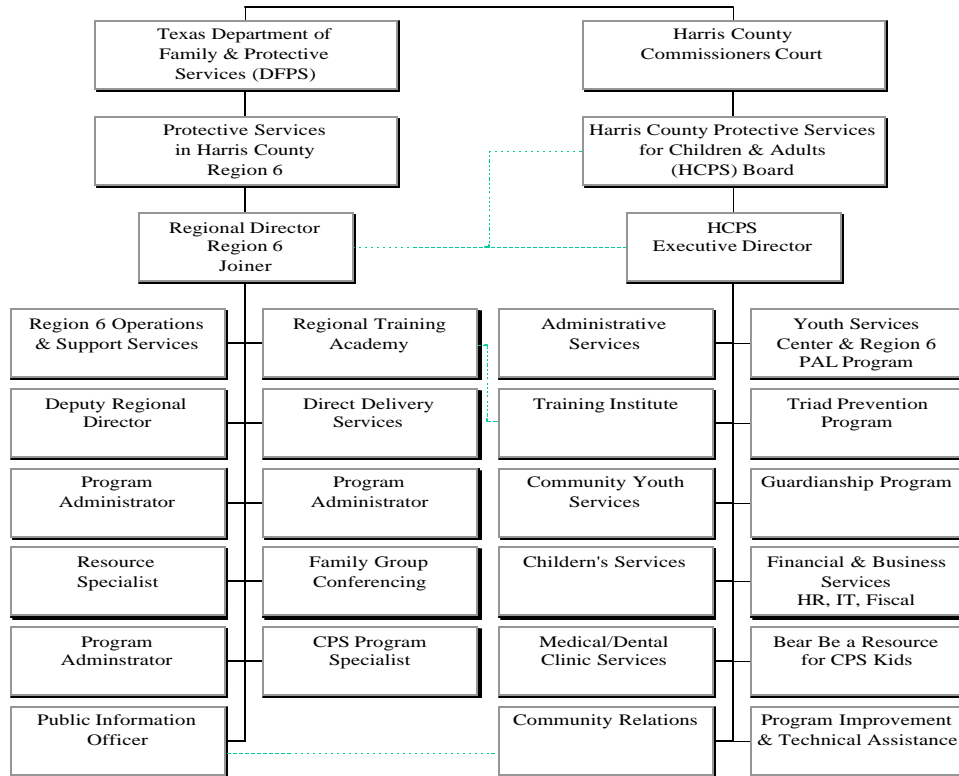 Texas Department of
Family & Protective
Services (DFPS)
Harris County
Commissioners Court
Protective Services
in Harris County
Region 6
Harris County Protective Services
for Children & Adults
(HCPS) Board
Regional Director
Region 6
Joiner
HCPS
Executive Director
Region 6 Operations
& Support Services
Regional Training
Academy
Administrative
Services
Youth Services
Center & Region 6
PAL Program
Deputy Regional
Director
Direct Delivery
Services
Training Institute
Triad Prevention
Program
Program
Administrator
Program
Administrator
Community Youth
Services
Guardianship Program
Resource
Specialist
Family Group
Conferencing
Childern's Services
Financial & Business
Services
HR, IT, Fiscal
Program
Adminstrator
CPS Program
Specialist
Medical/Dental
Clinic Services
Bear Be a Resource
for CPS Kids
Public Information
Officer
Community Relations
Program Improvement
& Technical Assistance